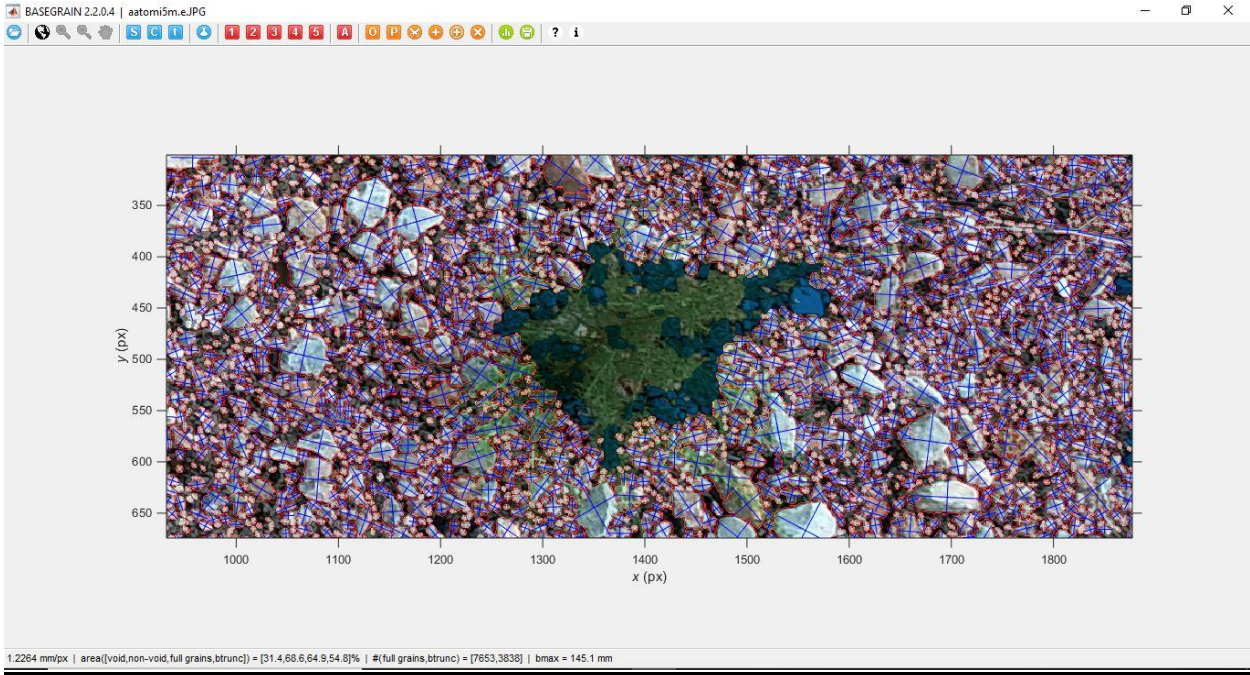 BASEGRAIN 2.2.0.4 | aatomi5m.e.JPG
S C t 1 2 3 4 5 A O P ? i
350
400
450
500
550
600
650
y (px)
1000 1100 1200 1300 1400 1500 1600 1700 1800
x (px)
1.2264 mm/px | area([void,non-void,full grains,btrunc]) = [31.4,68.6,64.9,54.8]% | #(full grains,btrunc) = [7653,3838] | bmax = 145.1 mm